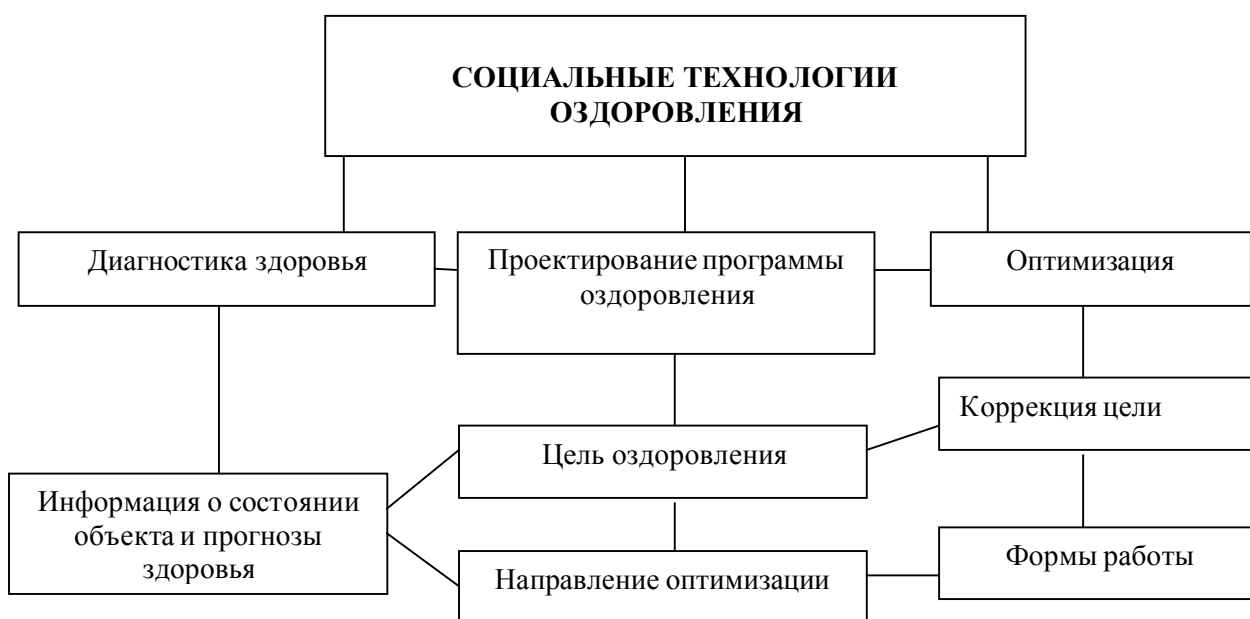 СОЦИАЛЬНЫЕ ТЕХНОЛОГИИ
ОЗДОРОВЛЕНИЯ
Диагностика здоровья
Проектирование программы
оздоровления
Оптимизация
Коррекция цели
Цель оздоровления
Информация о состоянии
объекта и прогнозы
здоровья
Направление оптимизации
Формы работы